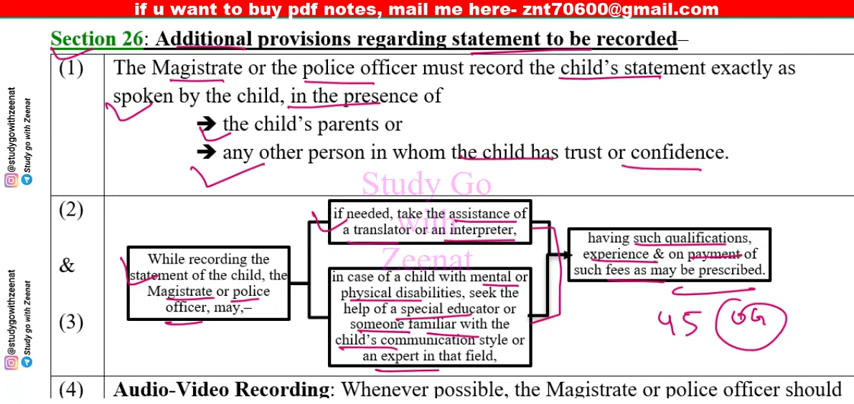 if u want to buy pdf notes, mail me here- znt70600@gmail.com
Section 26: Additional provisions regarding statement to be recorded–
(1) The Magistrate or the police officer must record the child's statement exactly as
spoken by the child, in the presence of
➔ the child's parents or
➔ any other person in whom the child has trust or confidence.
@studygowithzeenat
Study go with Zeenat
Study Go
with
Zeenat
(2)
&
(3)
While recording the
statement of the child, the
Magistrate or police
officer, may,–
if needed, take the assistance of
a translator or an interpreter,
in case of a child with mental or
physical disabilities, seek the
help of a special educator or
someone familiar with the
child's communication style or
an expert in that field,
having such qualifications,
experience & on payment of
such fees as may be prescribed.
45
@studygowithzeenat
Study go with Zeenat
(4) Audio-Video Recording: Whenever possible, the Magistrate or police officer should